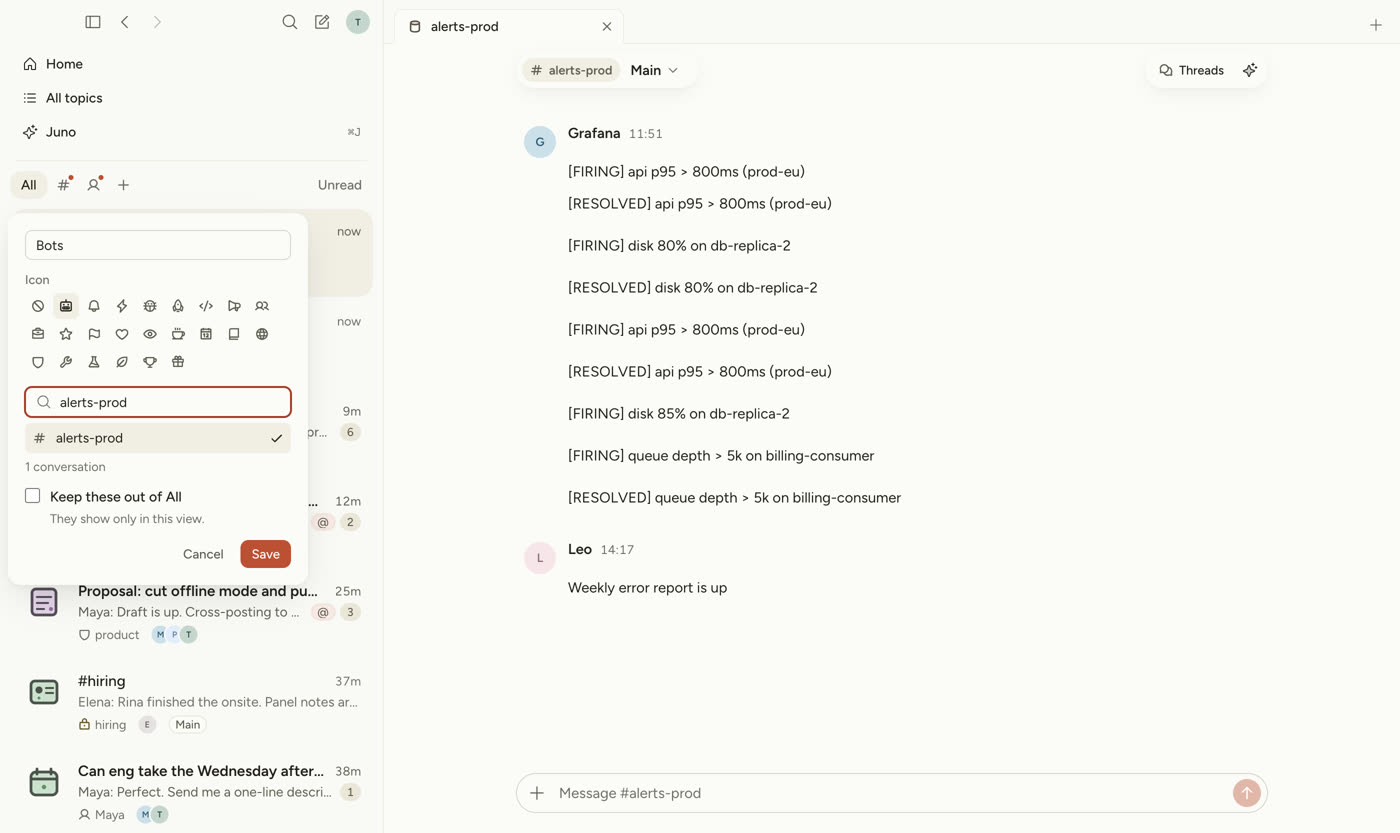 T
Home
All topics
Juno
⌘J
All
#
Unread
now
Bots
Icon
now
alerts-prod
# alerts-prod
1 conversation
Keep these out of All
They show only in this view.
Cancel
Save
9m
pr... 6
... 12m
@ 2
Proposal: cut offline mode and pu... 25m
Maya: Draft is up. Cross-posting to ... @ 3
product M P T
#hiring 37m
Elena: Rina finished the onsite. Panel notes ar...
hiring E Main
Can eng take the Wednesday after... 38m
Maya: Perfect. Send me a one-line descri... 1
Maya M T
alerts-prod
# alerts-prod Main
Threads
G
Grafana 11:51
[FIRING] api p95 > 800ms (prod-eu)
[RESOLVED] api p95 > 800ms (prod-eu)
[FIRING] disk 80% on db-replica-2
[RESOLVED] disk 80% on db-replica-2
[FIRING] api p95 > 800ms (prod-eu)
[RESOLVED] api p95 > 800ms (prod-eu)
[FIRING] disk 85% on db-replica-2
[FIRING] queue depth > 5k on billing-consumer
[RESOLVED] queue depth > 5k on billing-consumer
L
Leo 14:17
Weekly error report is up
Message #alerts-prod